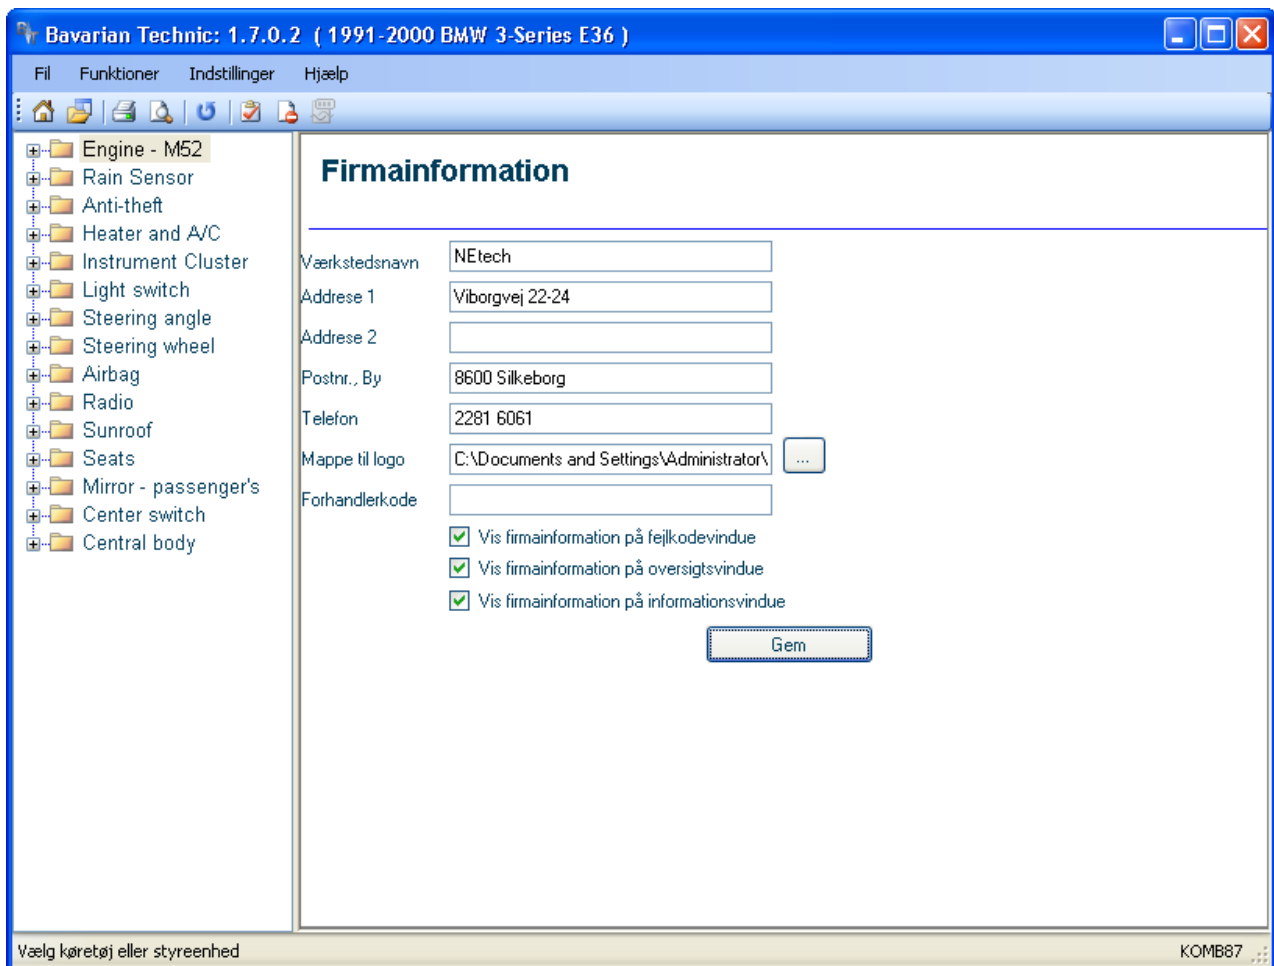 Bavarian Technic: 1.7.0.2 ( 1991-2000 BMW 3-Series E36 )
Fil Funktioner Indstillinger Hjælp
Engine - M52
Rain Sensor
Anti-theft
Heater and A/C
Instrument Cluster
Light switch
Steering angle
Steering wheel
Airbag
Radio
Sunroof
Seats
Mirror - passenger's
Center switch
Central body
Firmainformation
Værkstedsnavn NEtech
Addrese 1 Viborgvej 22-24
Addrese 2
Postnr., By 8600 Silkeborg
Telefon 2281 6061
Mappe til logo C:\Documents and Settings\Administrator\ ...
Forhandlerkode
Vis firmainformation på fejlkodevindue
Vis firmainformation på oversigtsvindue
Vis firmainformation på informationsvindue
Gem
Vælg køretøj eller styreenhed KOMB87